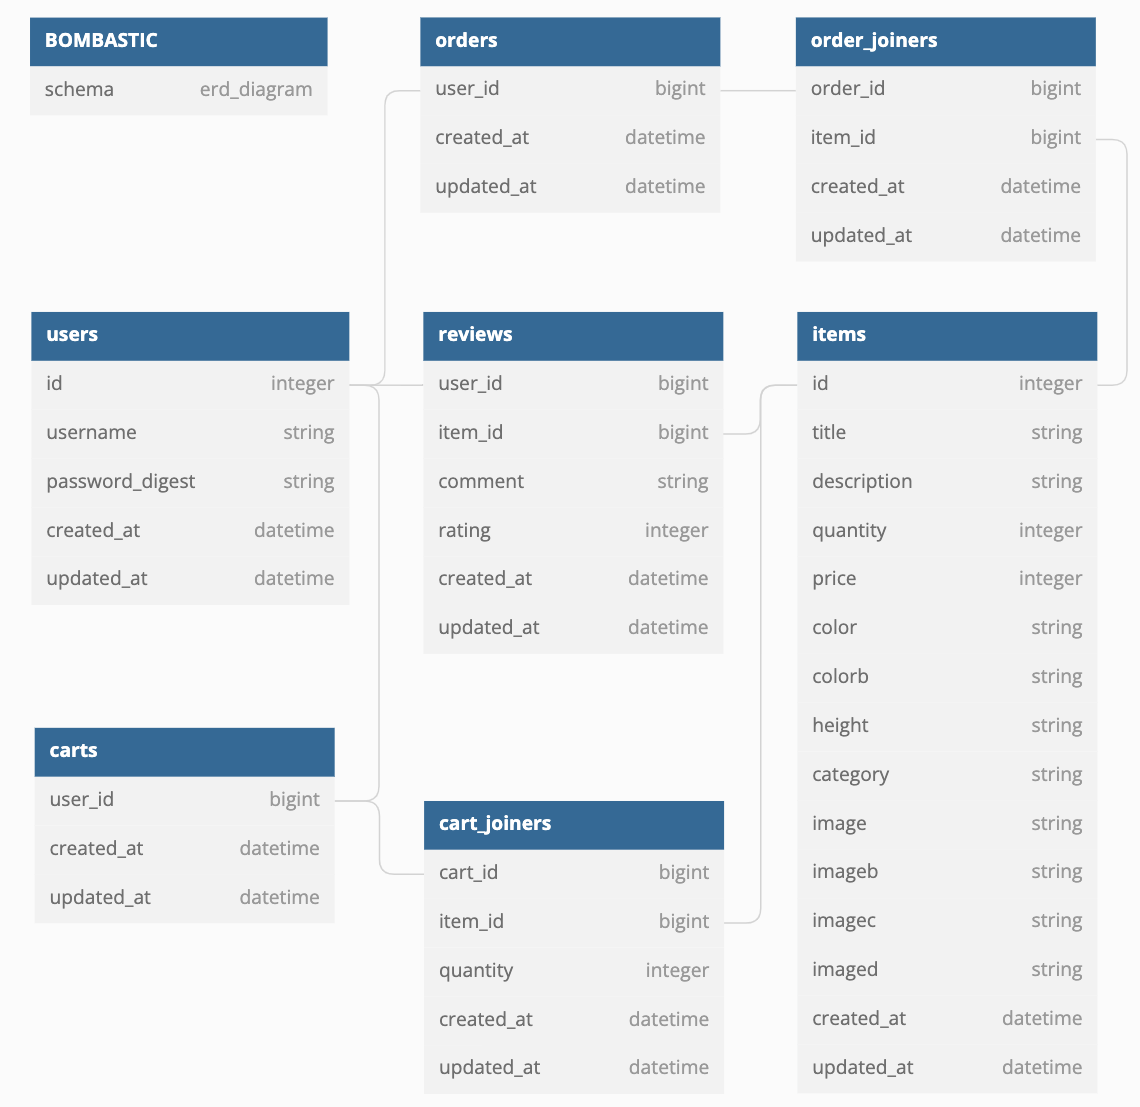 BOMBASTIC
schema erd_diagram
orders
user_id bigint
created_at datetime
updated_at datetime
order_joiners
order_id bigint
item_id bigint
created_at datetime
updated_at datetime
users
id integer
username string
password_digest string
created_at datetime
updated_at datetime
reviews
user_id bigint
item_id bigint
comment string
rating integer
created_at datetime
updated_at datetime
items
id integer
title string
description string
quantity integer
price integer
color string
colorb string
height string
category string
image string
imageb string
imagec string
imaged string
created_at datetime
updated_at datetime
carts
user_id bigint
created_at datetime
updated_at datetime
cart_joiners
cart_id bigint
item_id bigint
quantity integer
created_at datetime
updated_at datetime